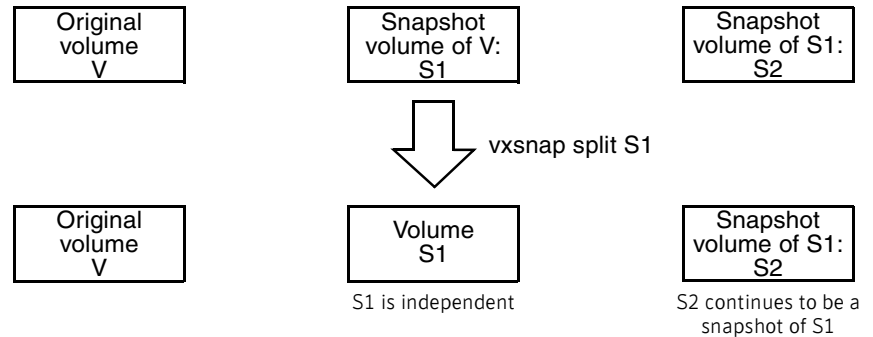 Original
volume
V
Snapshot
volume of V:
S1
Snapshot
volume of S1:
S2
vxsnap split S1
Original
volume
V
Volume
S1
Snapshot
volume of S1:
S2
S1 is independent
S2 continues to be a
snapshot of S1